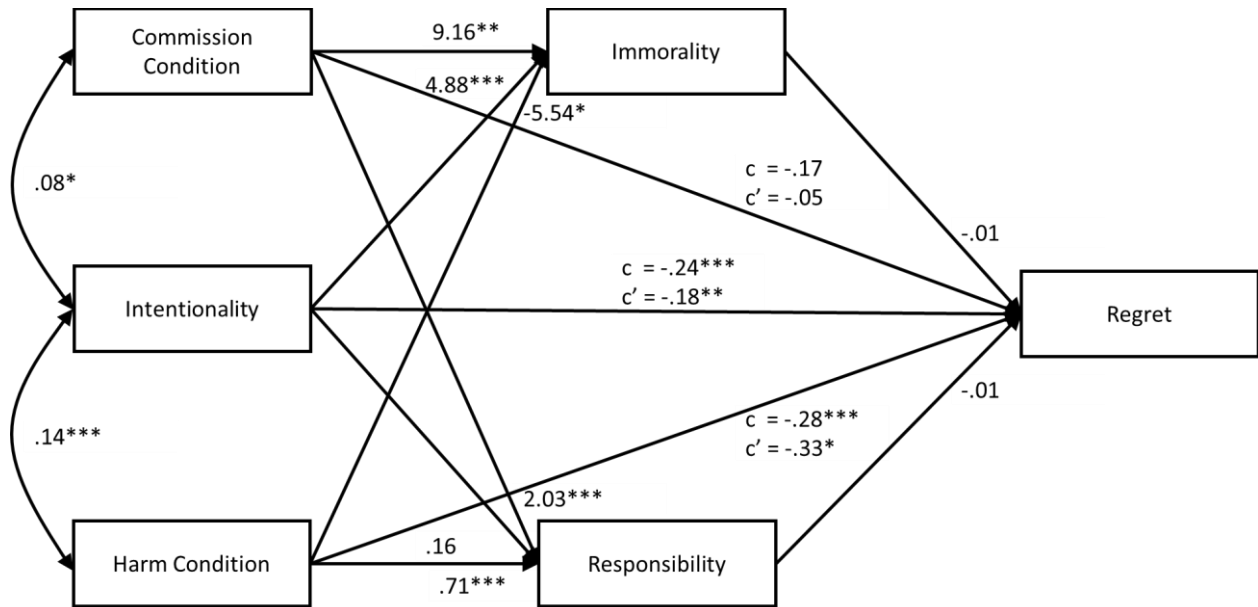 Commission
Condition
9.16**
Immorality
4.88***
-5.54*
.08*
c = -.17
c’ = -.05
-.01
Intentionality
c = -.24***
c’ = -.18**
Regret
.14***
-.01
c = -.28***
c’ = -.33*
2.03***
Harm Condition
.16
.71***
Responsibility